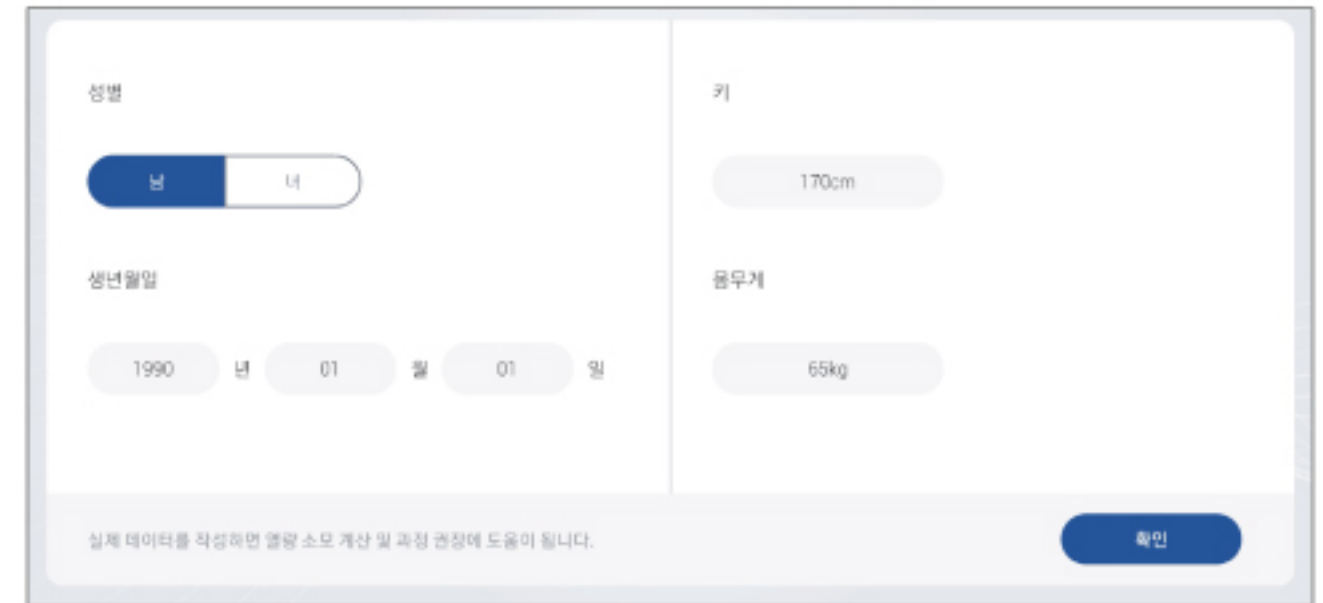 성별
남 녀
생년월일
1990 년 01 월 01 일
키
170cm
몸무게
65kg
실제 데이터를 작성하면 열량 소모 계산 및 과정 권장에 도움이 됩니다.
확인